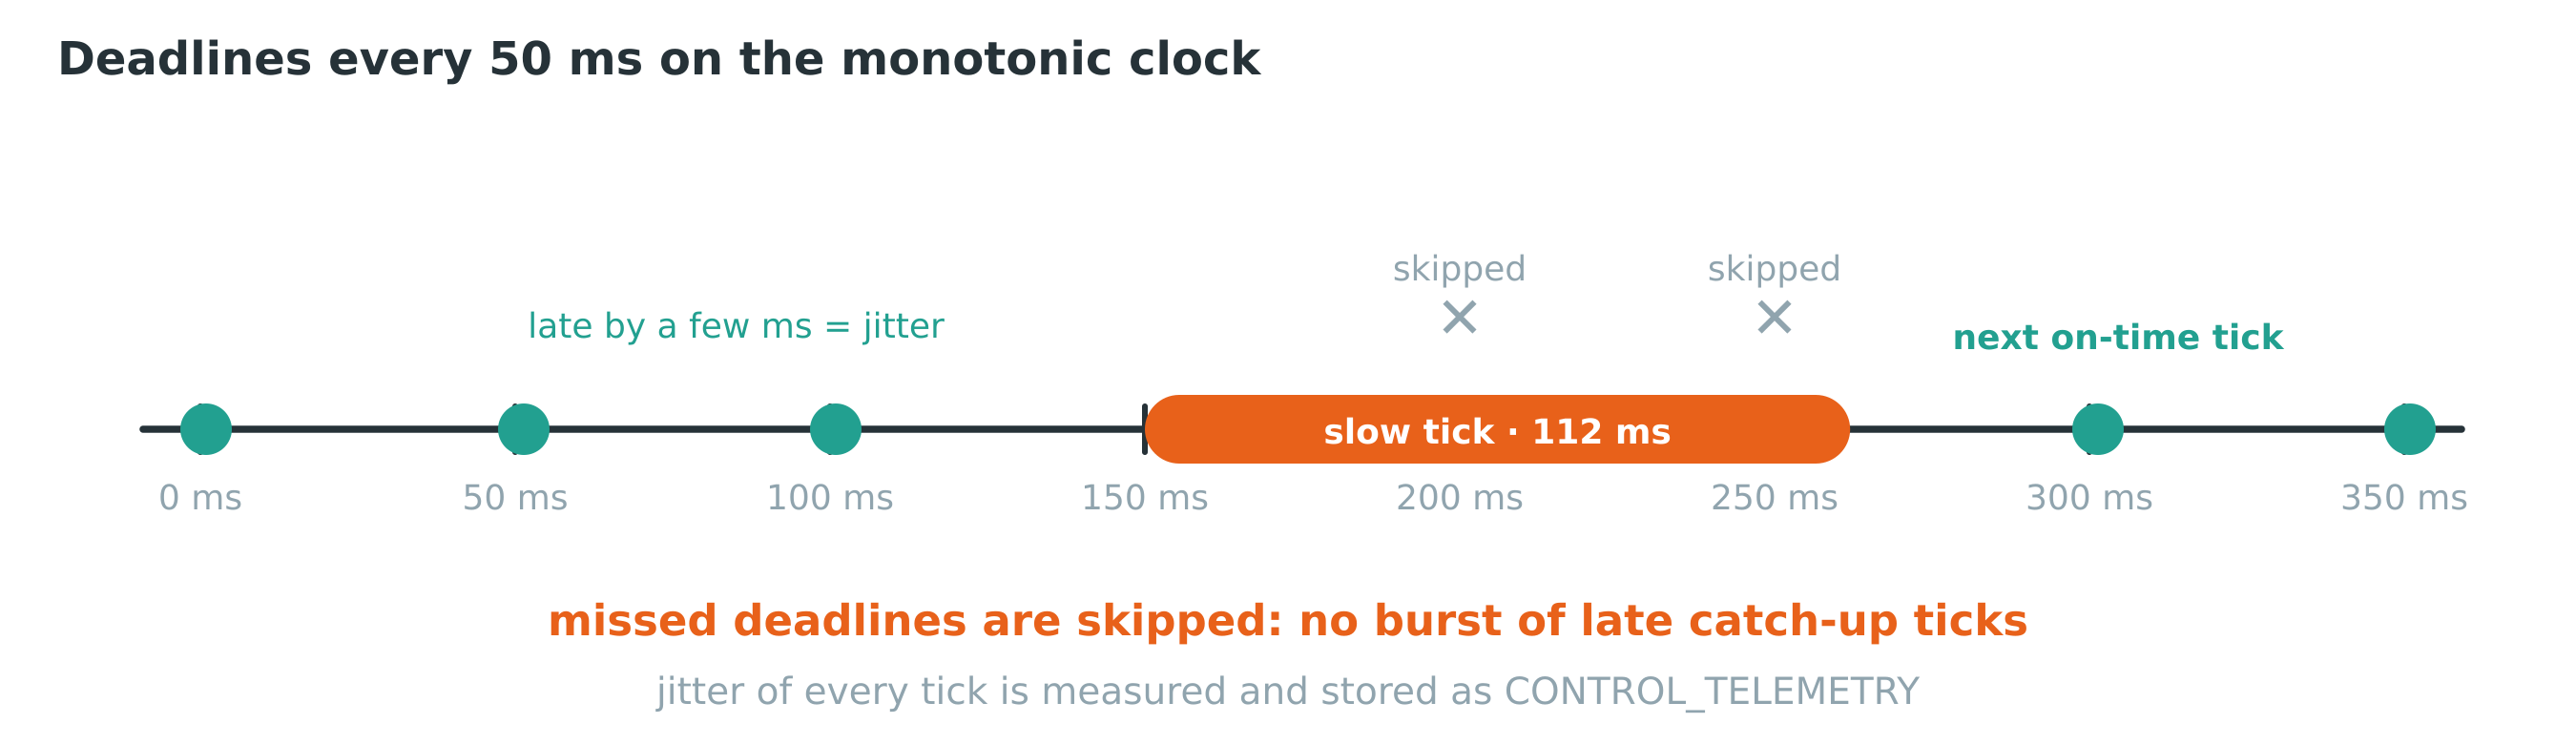 Deadlines every 50 ms on the monotonic clock
skipped skipped
late by a few ms = jitter
next on-time tick
slow tick · 112 ms
0 ms 50 ms 100 ms 150 ms 200 ms 250 ms 300 ms 350 ms
missed deadlines are skipped: no burst of late catch-up ticks
jitter of every tick is measured and stored as CONTROL_TELEMETRY